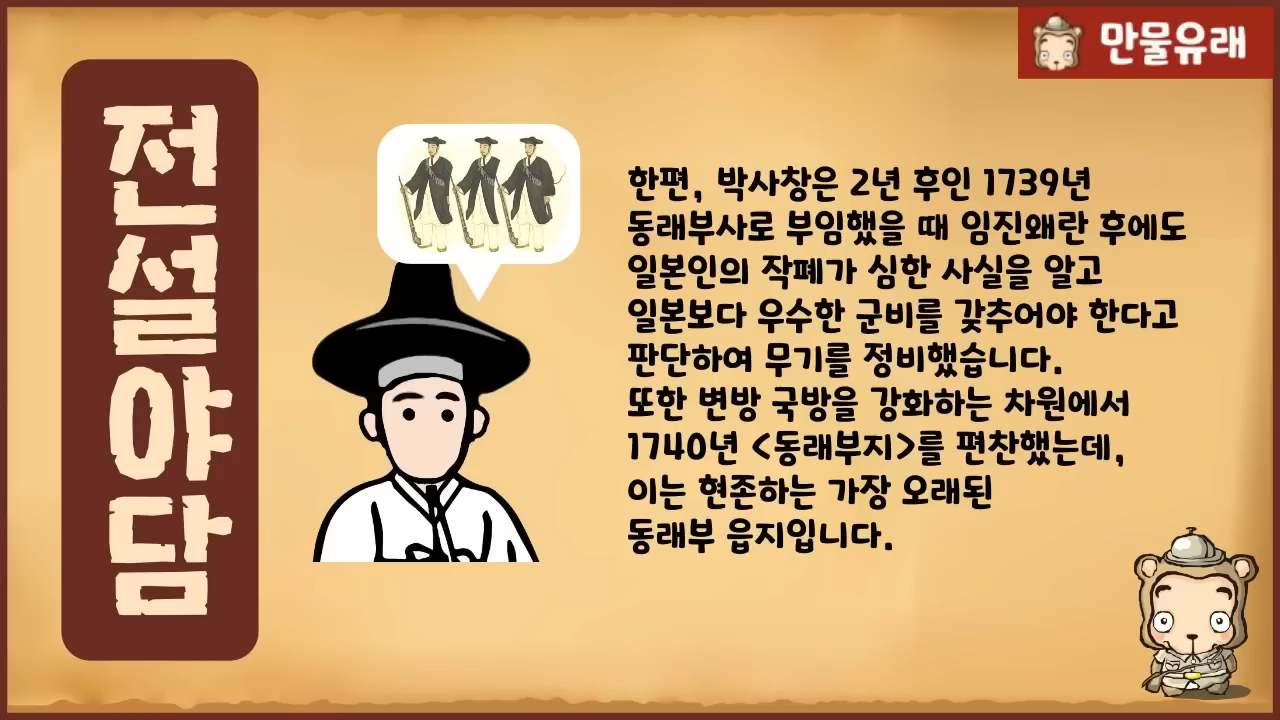 만물유래
전설야담
한편, 박사창은 2년 후인 1739년
동래부사로 부임했을 때 임진왜란 후에도
일본인의 작폐가 심한 사실을 알고
일본보다 우수한 군비를 갖추어야 한다고
판단하여 무기를 정비했습니다.
또한 변방 국방을 강화하는 차원에서
1740년 <동래부지>를 편찬했는데,
이는 현존하는 가장 오래된
동래부 읍지입니다.